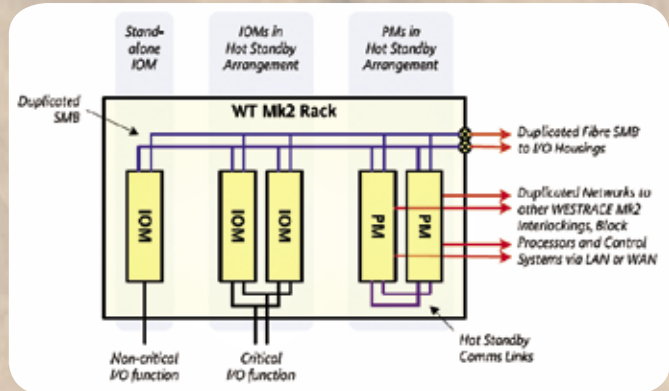 Stand-
alone
IOM
IOMs in
Hot Standby
Arrangement
PMs in
Hot Standby
Arrangement
Duplicated
SMB
WT Mk2 Rack
Duplicated Fibre SMB
to I/O Housings
IOM
IOM
IOM
PM
PM
Duplicated Networks to
other WESTRACE Mk2
Interlockings, Block
Processors and Control
Systems via LAN or WAN
Hot Standby
Comms Links
Non-critical
I/O function
Critical
I/O function